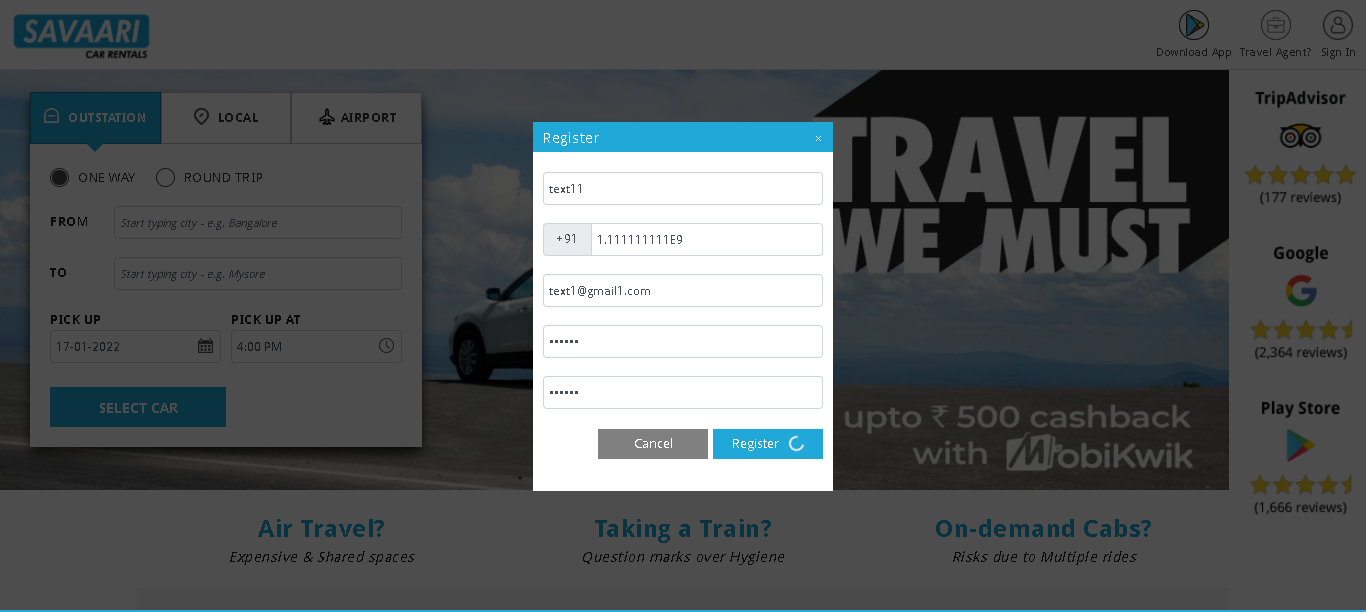 SAVAARI
CAR RENTALS
Download App
Travel Agent?
Sign In
OUTSTATION
LOCAL
AIRPORT
ONE WAY
ROUND TRIP
FROM
Start typing city - e.g. Bangalore
TO
Start typing city - e.g. Mysore
PICK UP
PICK UP AT
17-01-2022
4:00 PM
SELECT CAR
Register
×
text11
+91
1.111111111E9
text1@gmail1.com
••••••
••••••
Cancel
Register
TRAVEL
WE MUST
upto ₹ 500 cashback
with MobiKwik
TripAdvisor
(177 reviews)
Google
(2,364 reviews)
Play Store
(1,666 reviews)
Air Travel?
Expensive & Shared spaces
Taking a Train?
Question marks over Hygiene
On-demand Cabs?
Risks due to Multiple rides